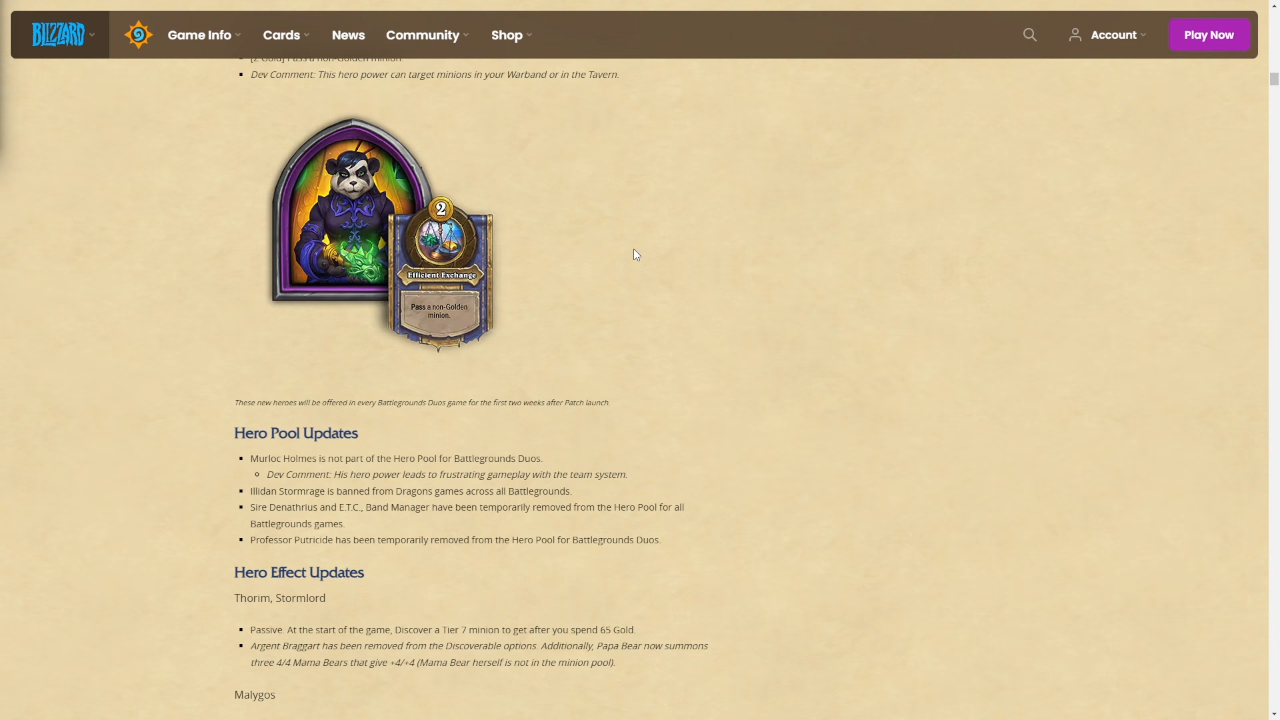 BLIZZARD Game Info Cards News Community Shop Account Play Now
[2 Gold] Pass a non-Golden minion.
Dev Comment: This hero power can target minions in your Warband or in the Tavern.
2
Efficient Exchange
Pass a non-Golden
minion.
These new heroes will be offered in every Battlegrounds Duos game for the first two weeks after Patch launch.
Hero Pool Updates
Murloc Holmes is not part of the Hero Pool for Battlegrounds Duos.
Dev Comment: His hero power leads to frustrating gameplay with the team system.
Illidan Stormrage is banned from Dragons games across all Battlegrounds.
Sire Denathrius and E.T.C., Band Manager have been temporarily removed from the Hero Pool for all
Battlegrounds games.
Professor Putricide has been temporarily removed from the Hero Pool for Battlegrounds Duos.
Hero Effect Updates
Thorim, Stormlord
Passive. At the start of the game, Discover a Tier 7 minion to get after you spend 65 Gold.
Argent Braggart has been removed from the Discoverable options. Additionally, Papa Bear now summons
three 4/4 Mama Bears that give +4/+4 (Mama Bear herself is not in the minion pool).
Malygos